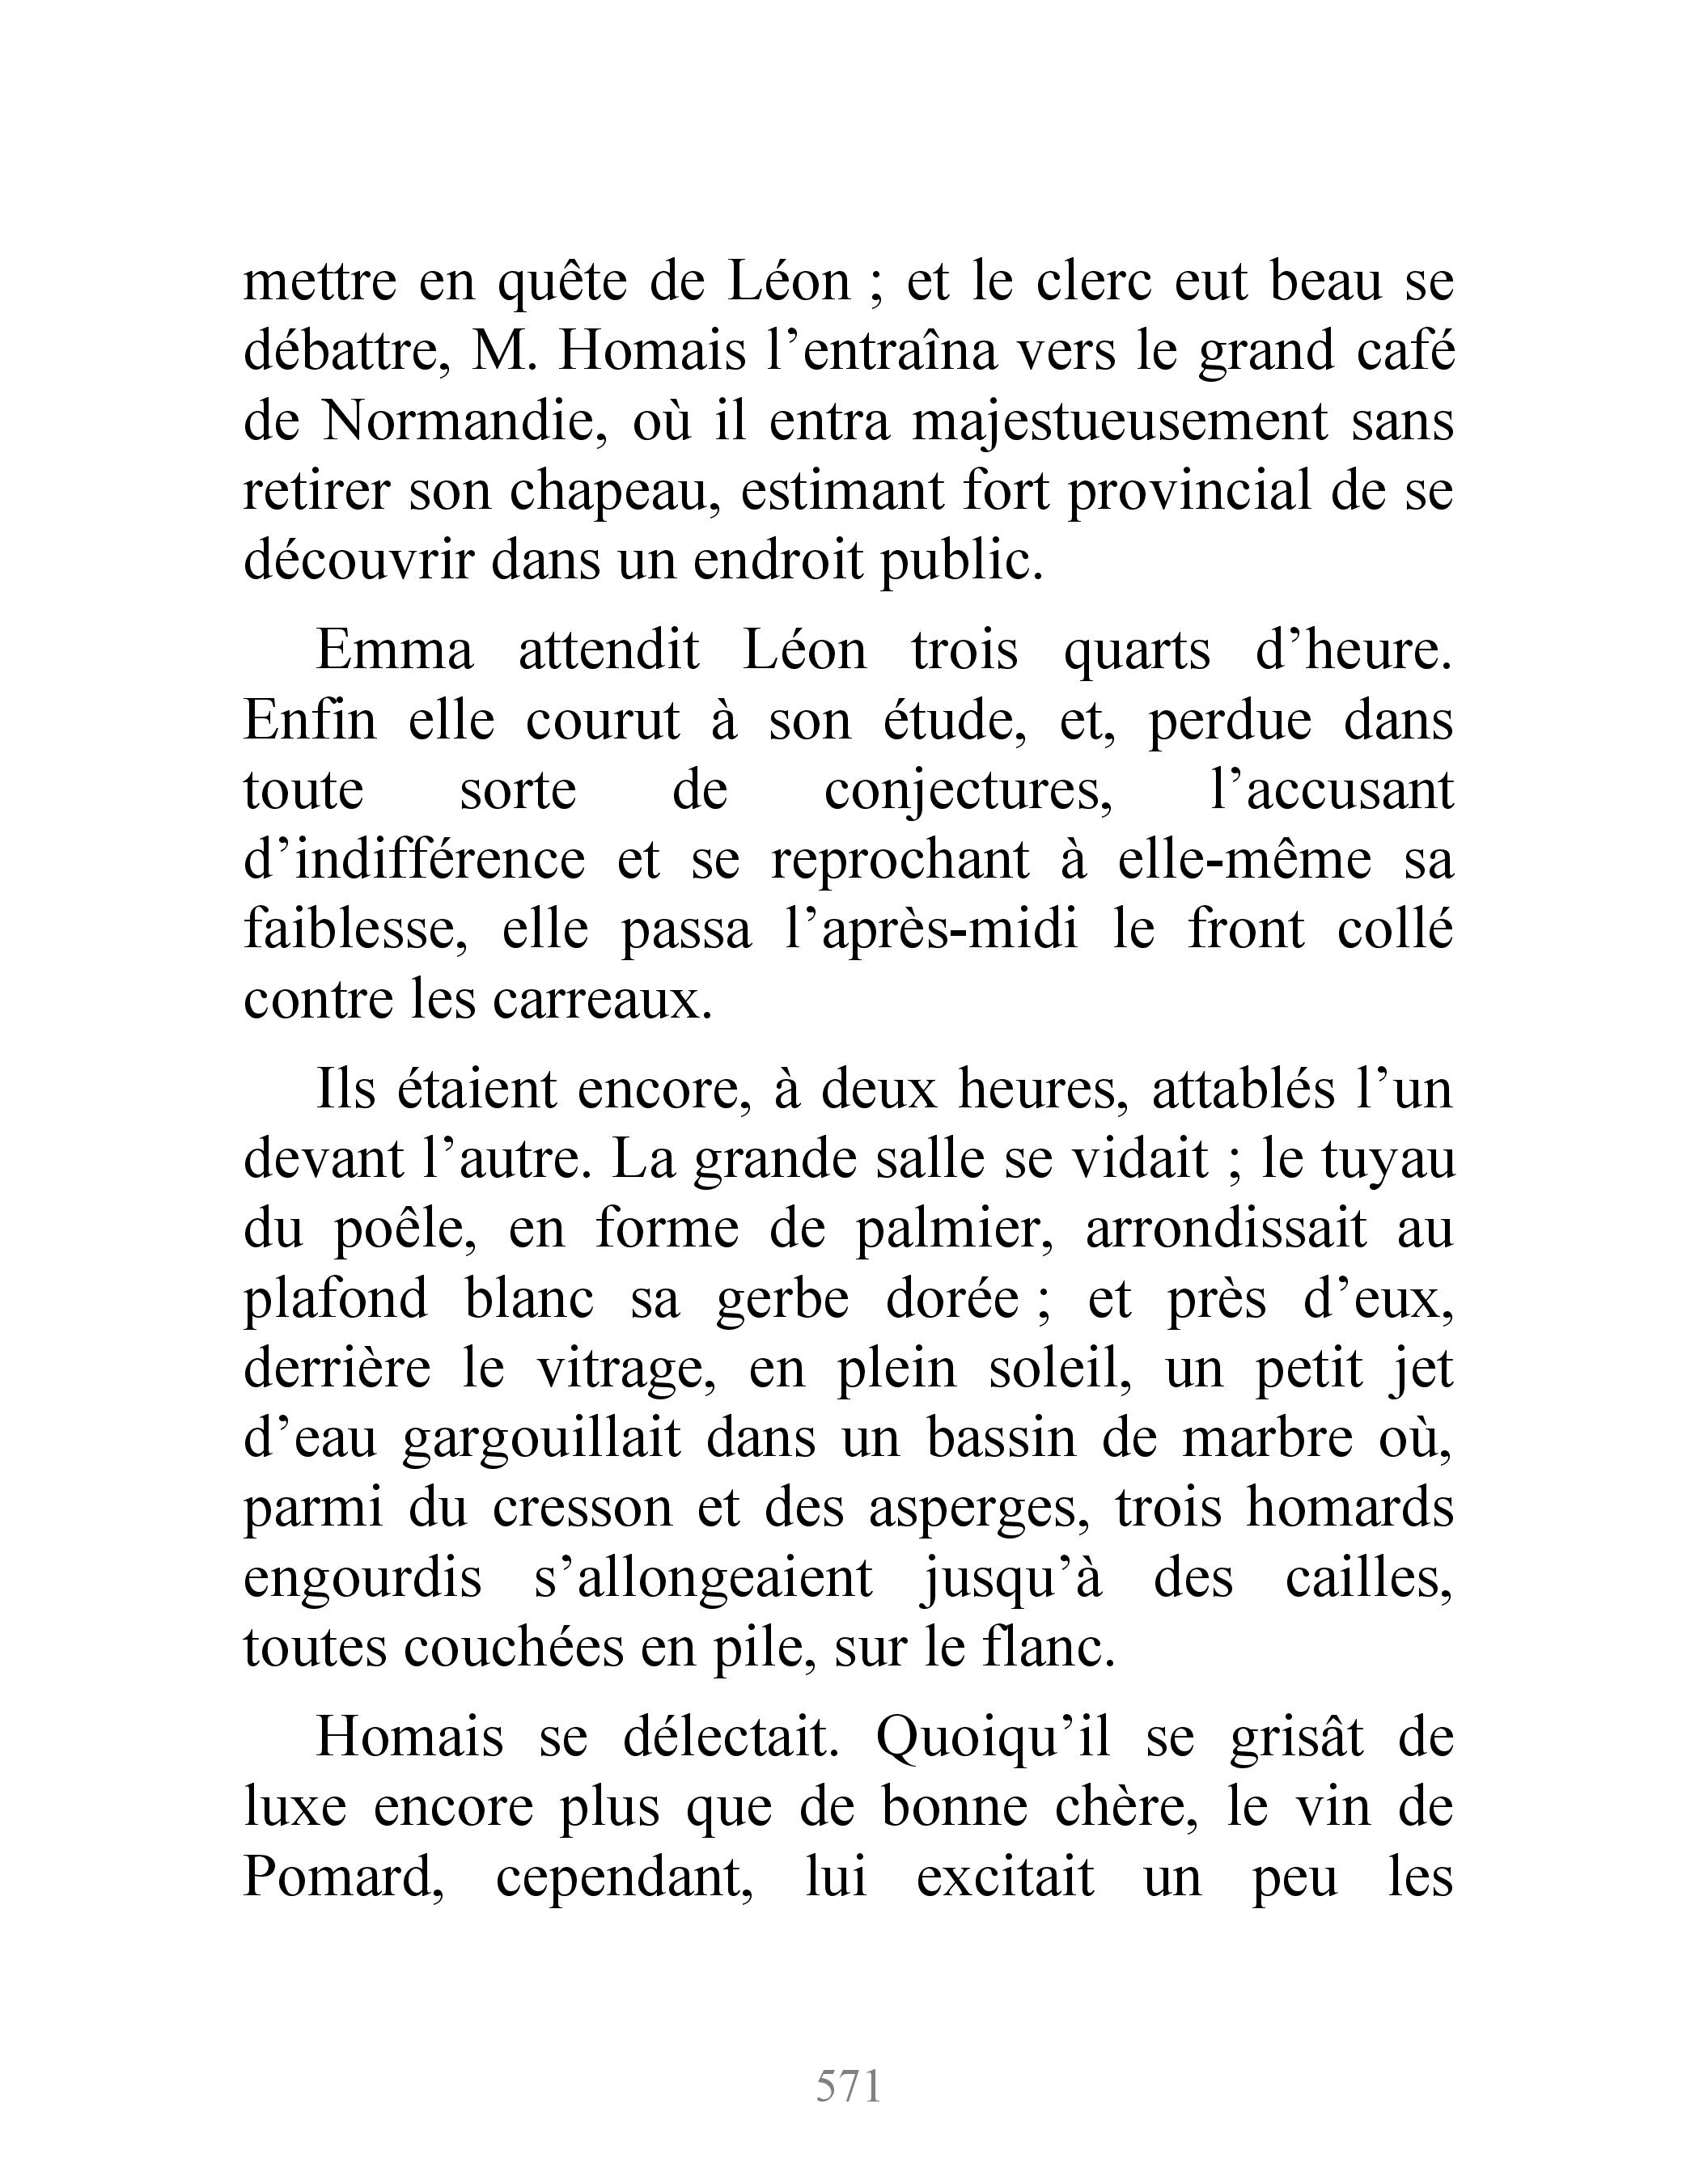 mettre en quête de Léon ; et le clerc eut beau se
débattre, M. Homais l’entraîna vers le grand café
de Normandie, où il entra majestueusement sans
retirer son chapeau, estimant fort provincial de se
découvrir dans un endroit public.
Emma attendit Léon trois quarts d’heure.
Enfin elle courut à son étude, et, perdue dans
toute sorte de conjectures, l’accusant
d’indifférence et se reprochant à elle-même sa
faiblesse, elle passa l’après-midi le front collé
contre les carreaux.
Ils étaient encore, à deux heures, attablés l’un
devant l’autre. La grande salle se vidait ; le tuyau
du poêle, en forme de palmier, arrondissait au
plafond blanc sa gerbe dorée ; et près d’eux,
derrière le vitrage, en plein soleil, un petit jet
d’eau gargouillait dans un bassin de marbre où,
parmi du cresson et des asperges, trois homards
engourdis s’allongeaient jusqu’à des cailles,
toutes couchées en pile, sur le flanc.
Homais se délectait. Quoiqu’il se grisât de
luxe encore plus que de bonne chère, le vin de
Pomard, cependant, lui excitait un peu les
571